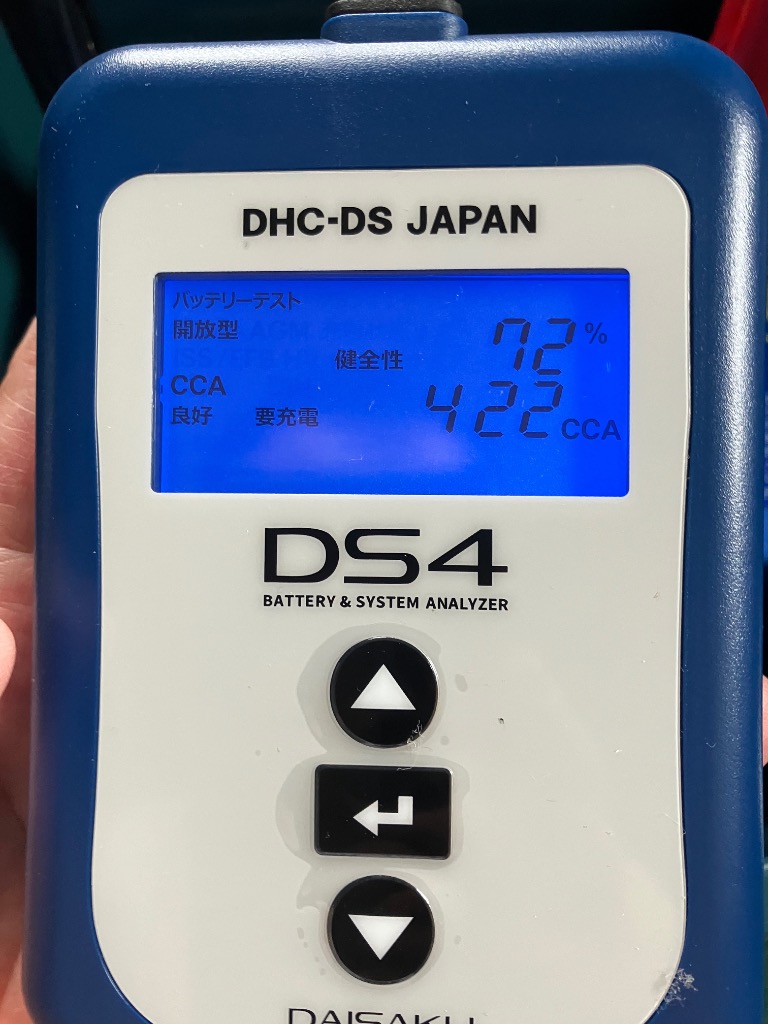 DHC-DS JAPAN
バッテリーテスト
開放型
72%
健全性
CCA
422CCA
良好 要充電
DS4
BATTERY & SYSTEM ANALYZER
DAISAKU